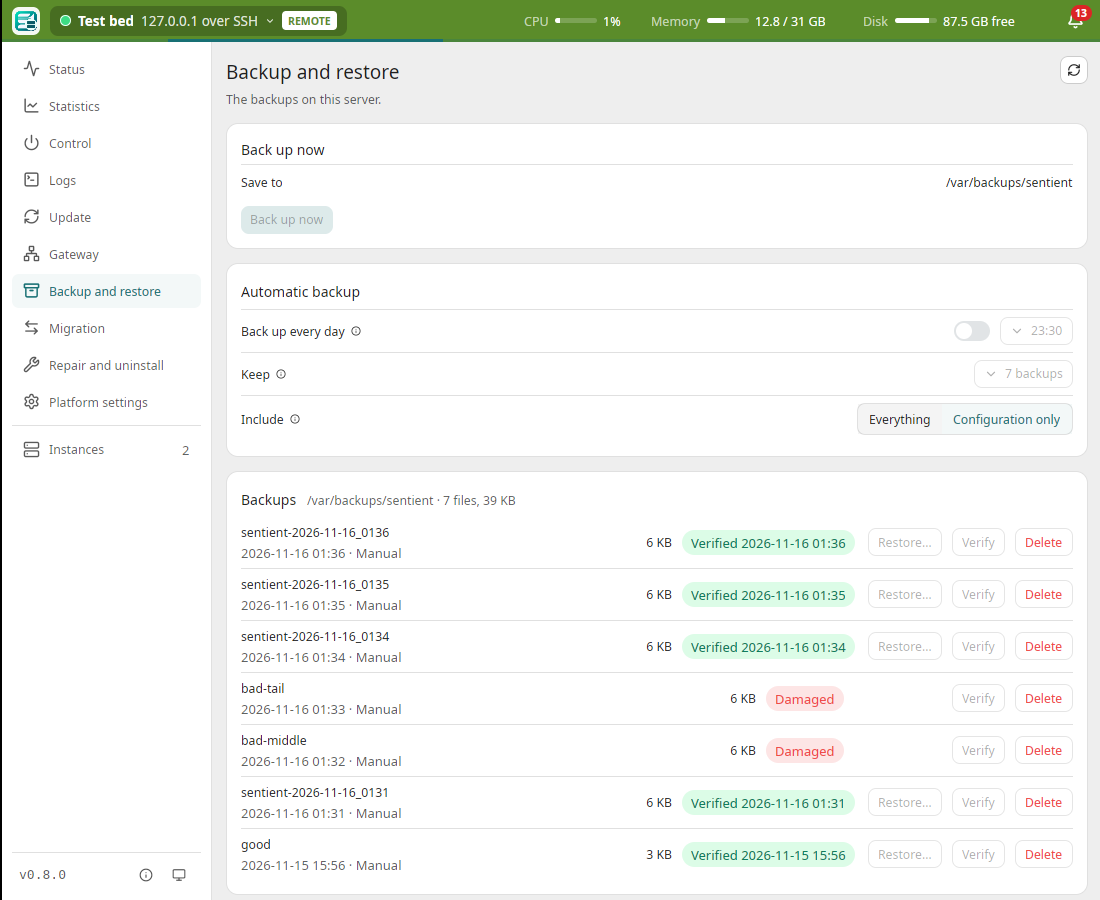 Test bed 127.0.0.1 over SSH REMOTE CPU 1% Memory 12.8 / 31 GB Disk 87.5 GB free 13
Status
Statistics
Control
Logs
Update
Gateway
Backup and restore
Migration
Repair and uninstall
Platform settings
Instances 2
v0.8.0
Backup and restore
The backups on this server.
Back up now
Save to /var/backups/sentient
Back up now
Automatic backup
Back up every day 23:30
Keep 7 backups
Include Everything Configuration only
Backups /var/backups/sentient · 7 files, 39 KB
sentient-2026-11-16_0136
2026-11-16 01:36 · Manual
6 KB Verified 2026-11-16 01:36 Restore... Verify Delete
sentient-2026-11-16_0135
2026-11-16 01:35 · Manual
6 KB Verified 2026-11-16 01:35 Restore... Verify Delete
sentient-2026-11-16_0134
2026-11-16 01:34 · Manual
6 KB Verified 2026-11-16 01:34 Restore... Verify Delete
bad-tail
2026-11-16 01:33 · Manual
6 KB Damaged Verify Delete
bad-middle
2026-11-16 01:32 · Manual
6 KB Damaged Verify Delete
sentient-2026-11-16_0131
2026-11-16 01:31 · Manual
6 KB Verified 2026-11-16 01:31 Restore... Verify Delete
good
2026-11-15 15:56 · Manual
3 KB Verified 2026-11-15 15:56 Restore... Verify Delete